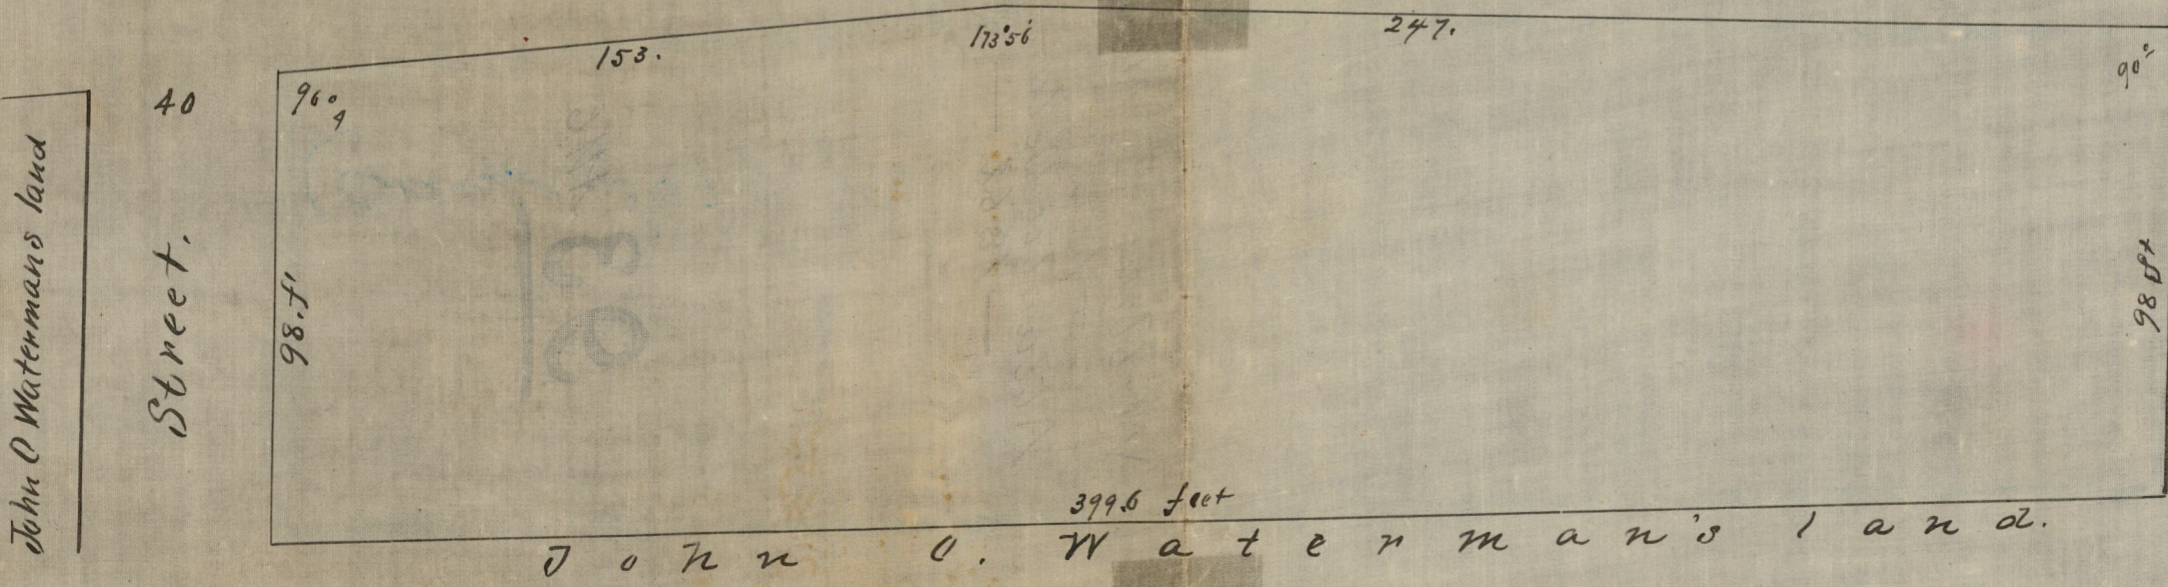 153.
173°56'
247.
90°
40
96°4
John O Watermans land
Street.
98.f'
98 ft
399.6 feet
John O. Waterman's land.